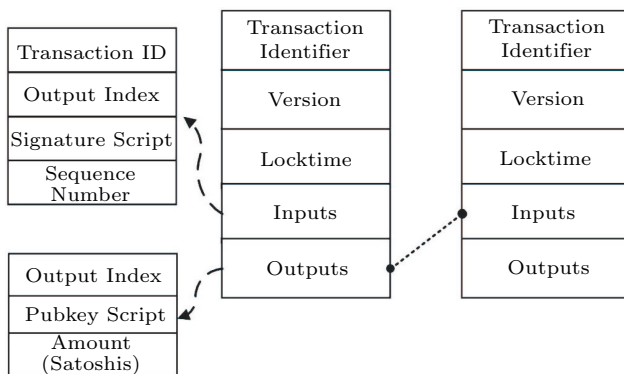 Transaction ID
Output Index
Signature Script
Sequence
Number
Output Index
Pubkey Script
Amount
(Satoshis)
Transaction
Identifier
Version
Locktime
Inputs
Outputs
Transaction
Identifier
Version
Locktime
Inputs
Outputs